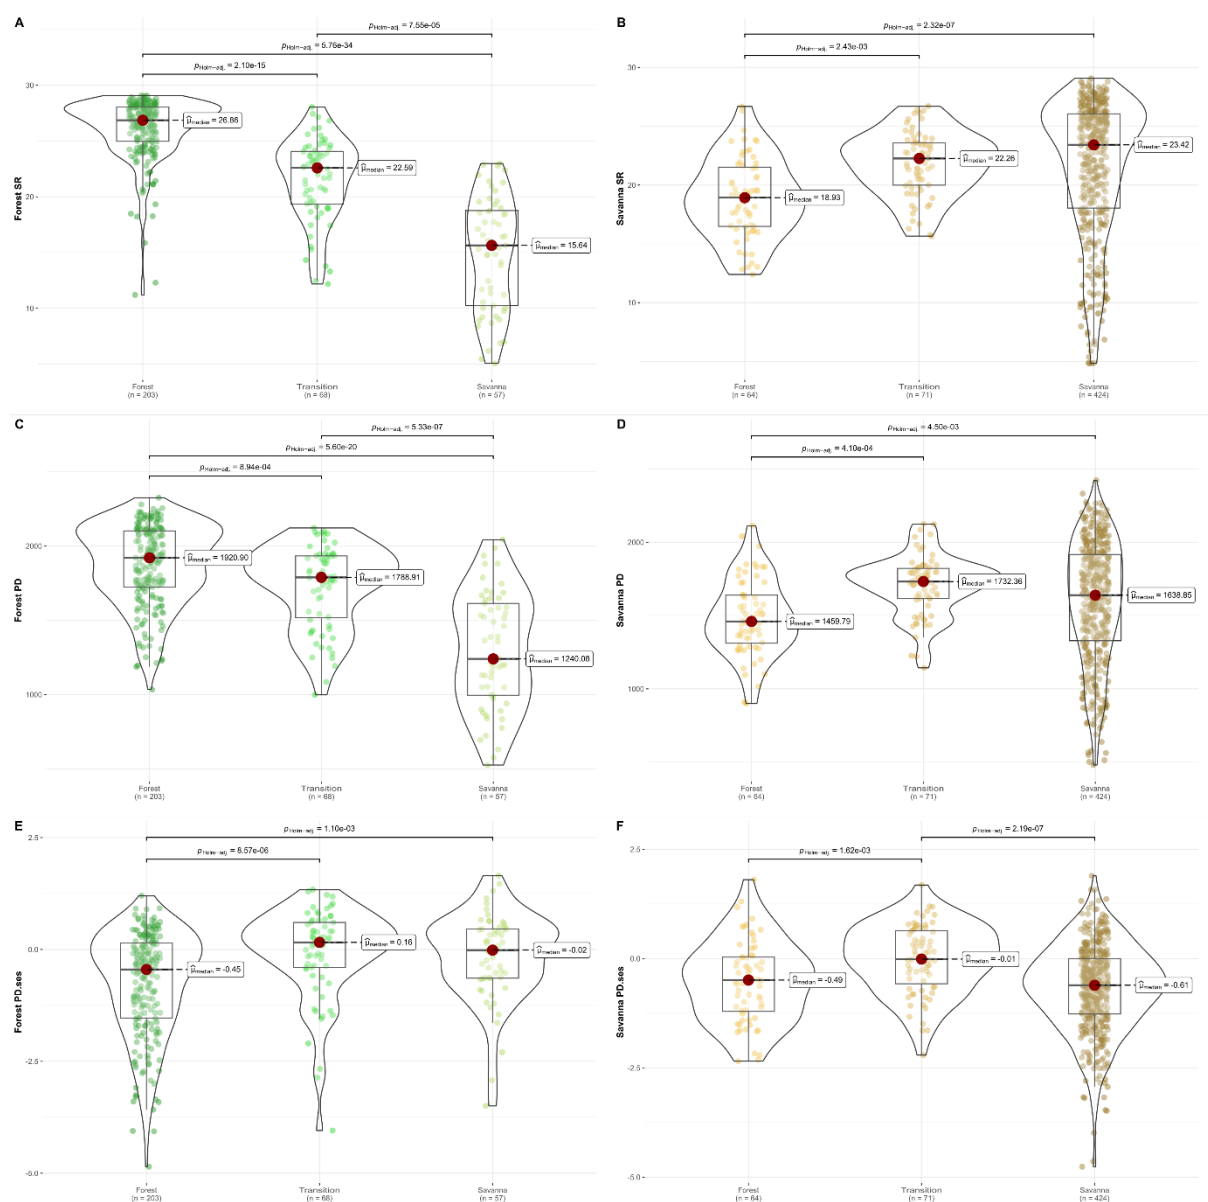 A
pHolm−adj. = 7.55e-05
pHolm−adj. = 5.76e-34
pHolm−adj. = 2.10e-15
Forest SR
30
20
10
μ̂median = 26.86
μ̂median = 22.59
μ̂median = 15.64
Forest
(n = 203)
Transition
(n = 68)
Savanna
(n = 57)
B
pHolm−adj. = 2.32e-07
pHolm−adj. = 2.43e-03
Savanna SR
30
20
10
μ̂median = 18.93
μ̂median = 22.26
μ̂median = 23.42
Forest
(n = 64)
Transition
(n = 71)
Savanna
(n = 424)
C
pHolm−adj. = 5.33e-07
pHolm−adj. = 5.60e-20
pHolm−adj. = 8.94e-04
Forest PD
2000
1000
μ̂median = 1920.90
μ̂median = 1788.91
μ̂median = 1240.08
Forest
(n = 203)
Transition
(n = 68)
Savanna
(n = 57)
D
pHolm−adj. = 4.50e-03
pHolm−adj. = 4.10e-04
Savanna PD
2000
1000
μ̂median = 1459.79
μ̂median = 1732.36
μ̂median = 1638.85
Forest
(n = 64)
Transition
(n = 71)
Savanna
(n = 424)
E
pHolm−adj. = 1.10e-03
pHolm−adj. = 8.57e-06
Forest PD.ses
2.5
0.0
-2.5
-5.0
μ̂median = -0.45
μ̂median = 0.16
μ̂median = -0.02
Forest
(n = 203)
Transition
(n = 68)
Savanna
(n = 57)
F
pHolm−adj. = 2.19e-07
pHolm−adj. = 1.62e-03
Savanna PD.ses
2.5
0.0
-2.5
-5.0
μ̂median = -0.49
μ̂median = -0.01
μ̂median = -0.61
Forest
(n = 64)
Transition
(n = 71)
Savanna
(n = 424)